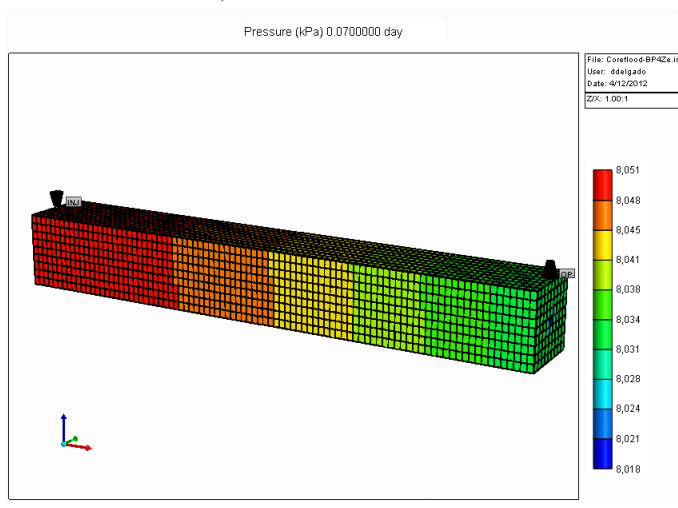 Pressure (kPa) 0.0700000 day
File: Coreflood-BP4Ze.in
User: ddelgado
Date: 4/12/2012
Z/X: 1.00:1
INJ
OP
8,051
8,048
8,045
8,041
8,038
8,034
8,031
8,028
8,024
8,021
8,018